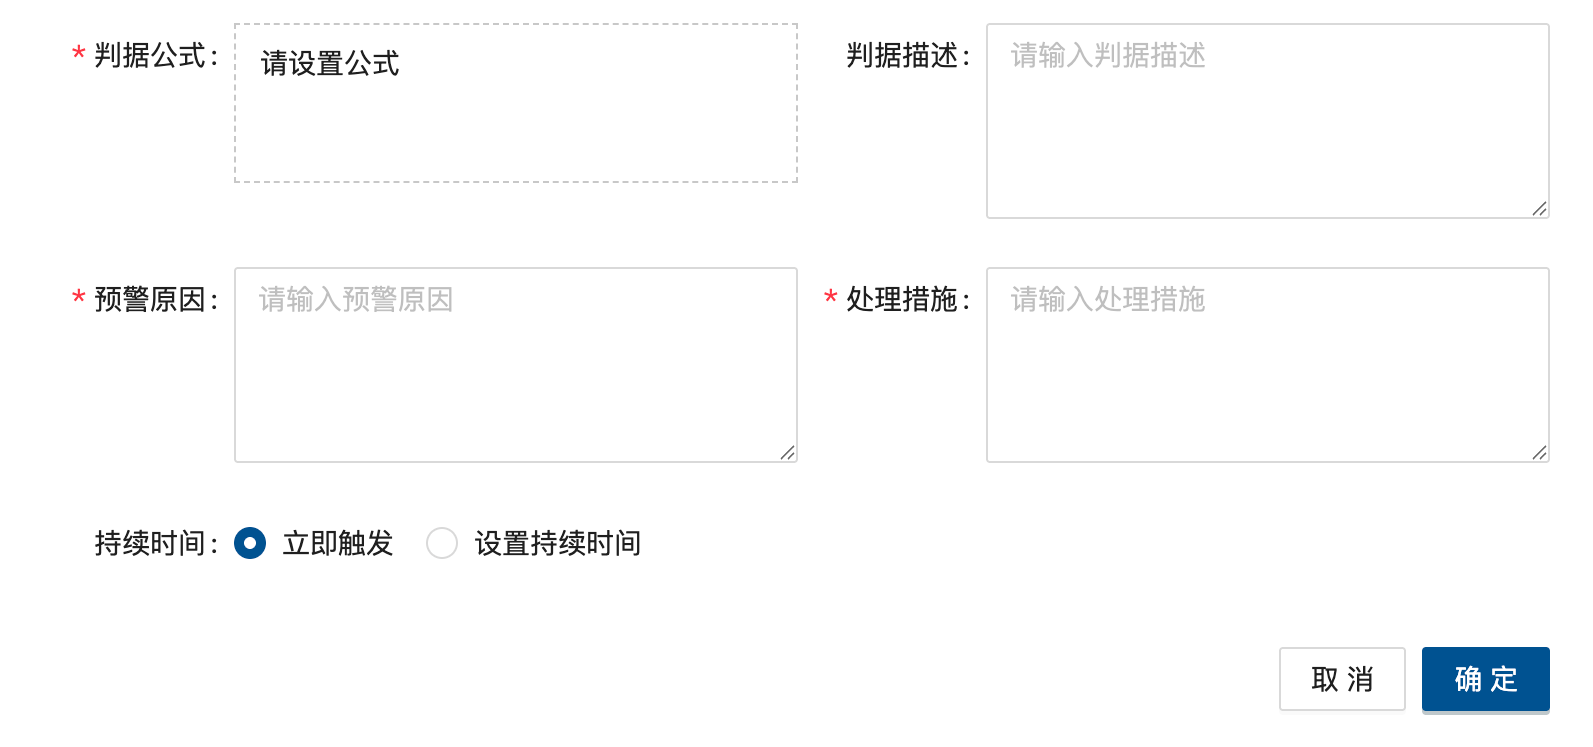 * 判据公式: 请设置公式
判据描述: 请输入判据描述
* 预警原因: 请输入预警原因
* 处理措施: 请输入处理措施
持续时间: 立即触发 设置持续时间
取 消 确 定